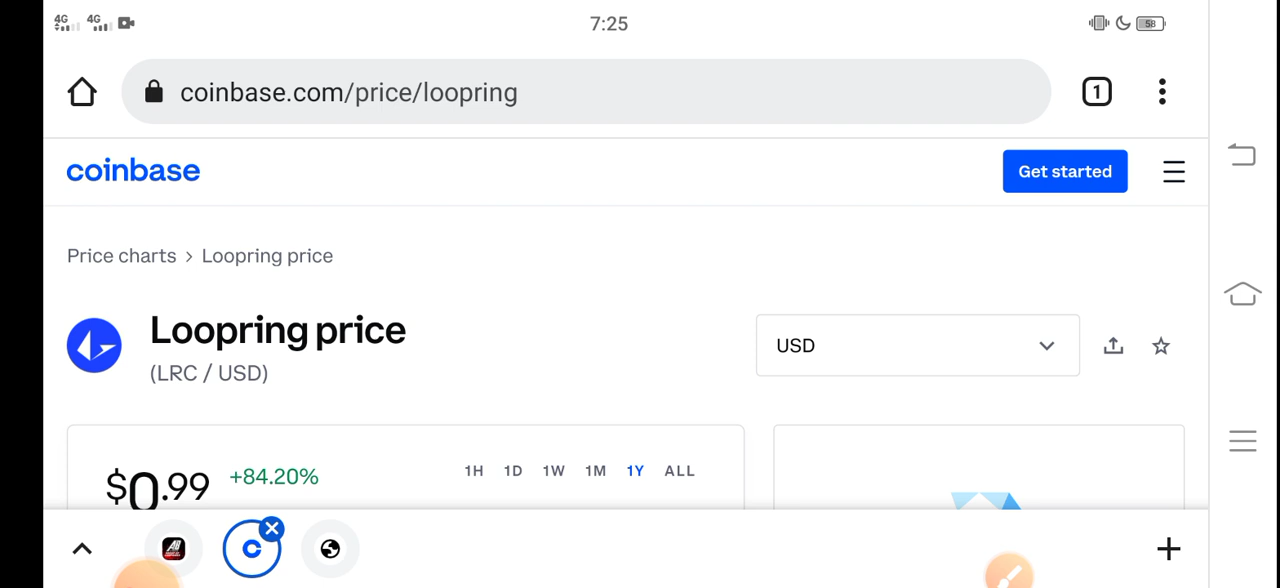 4G 4G 7:25 58
coinbase.com/price/loopring 1
coinbase Get started
Price charts > Loopring price
Loopring price
(LRC / USD)
USD
$0.99 +84.20% 1H 1D 1W 1M 1Y ALL